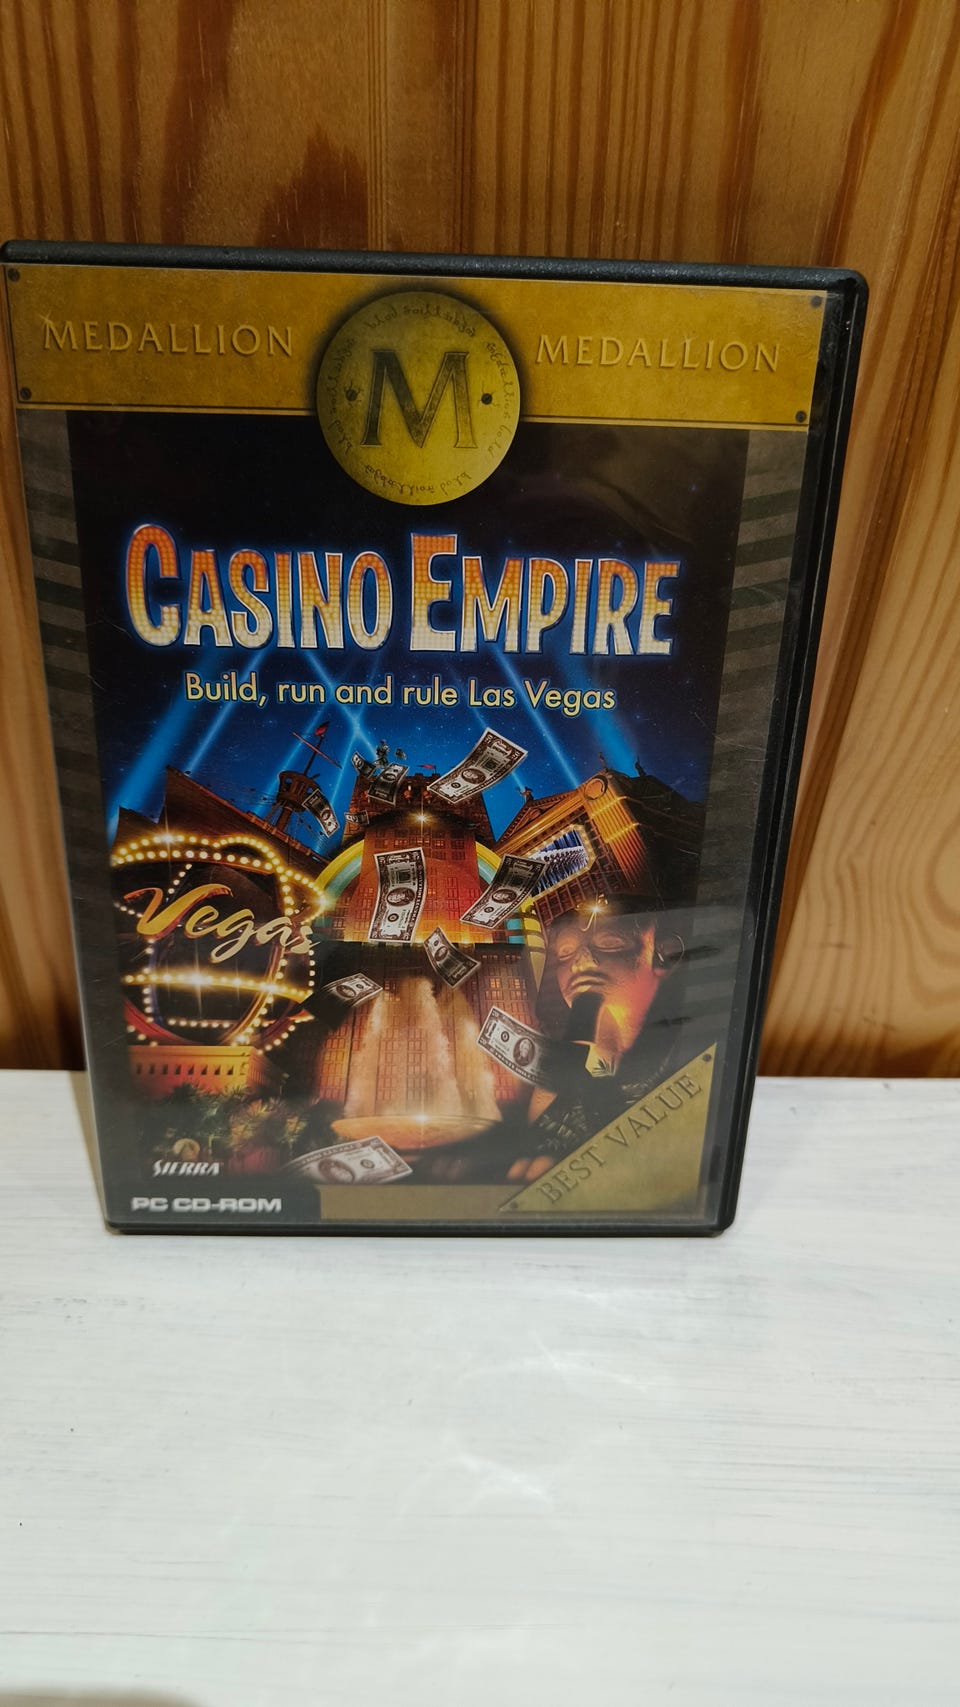 MEDALLION
M
MEDALLION
CASINO EMPIRE
Build, run and rule Las Vegas
Vegas
BEST VALUE
SIERRA
PC CD-ROM